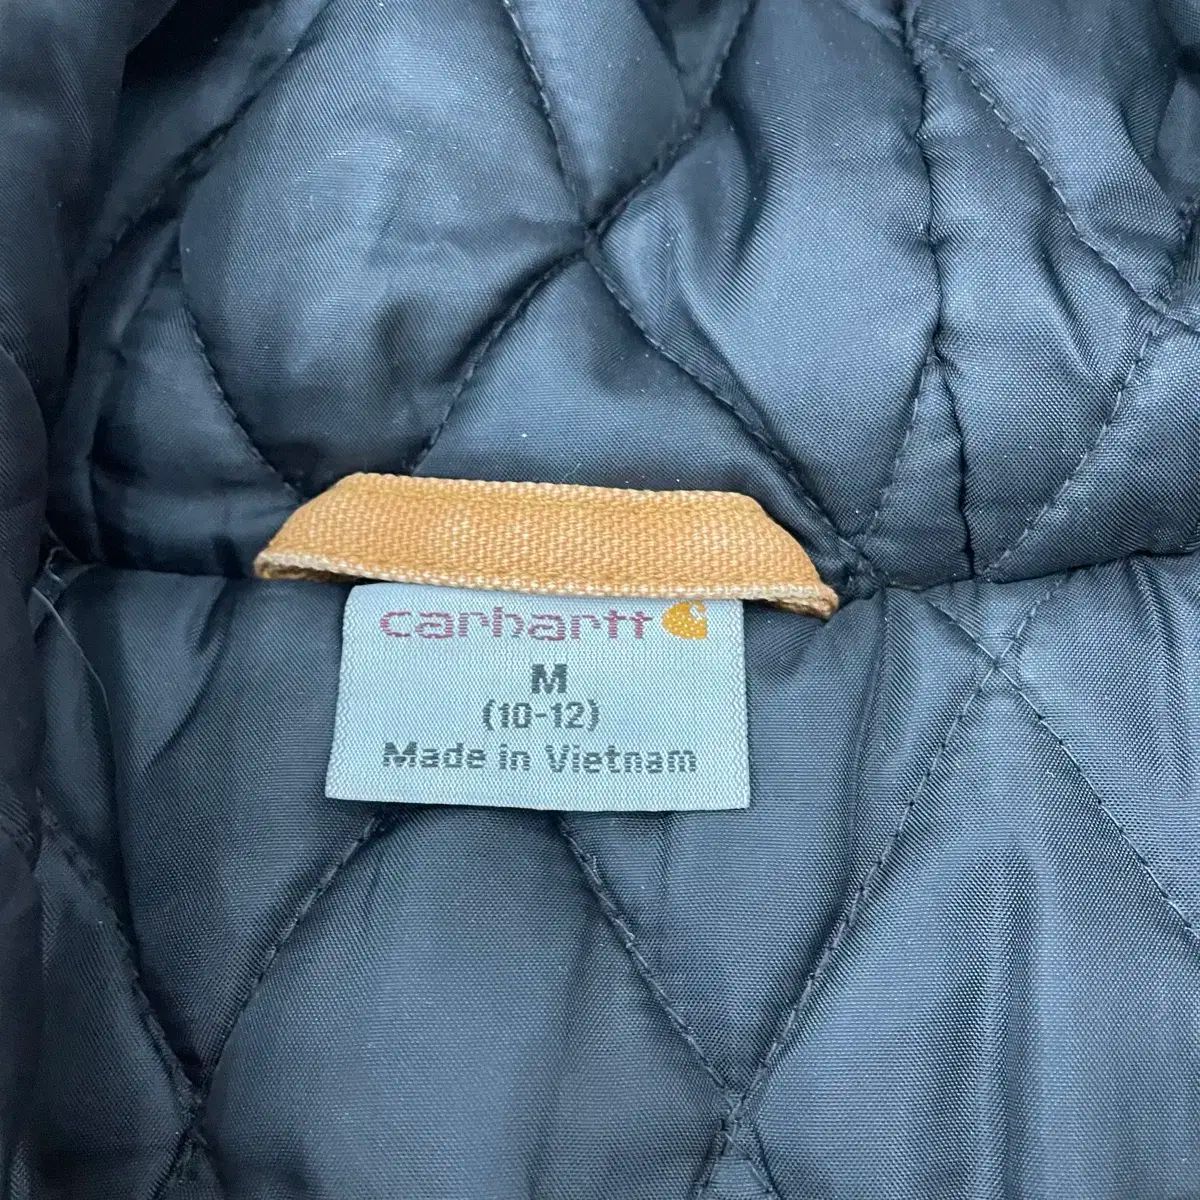 carhartt
M
(10-12)
Made in Vietnam